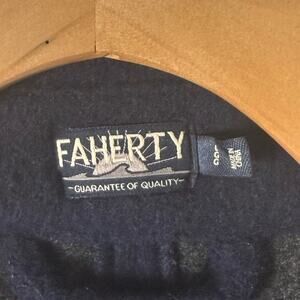 FAHERTY
~GUARANTEE OF QUALITY~
MADE IN
CHINA